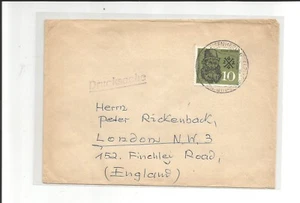 Drucksache
10
Herrn
Peter Rickenback,
London N.W.3
152. Finchley Road,
(England)